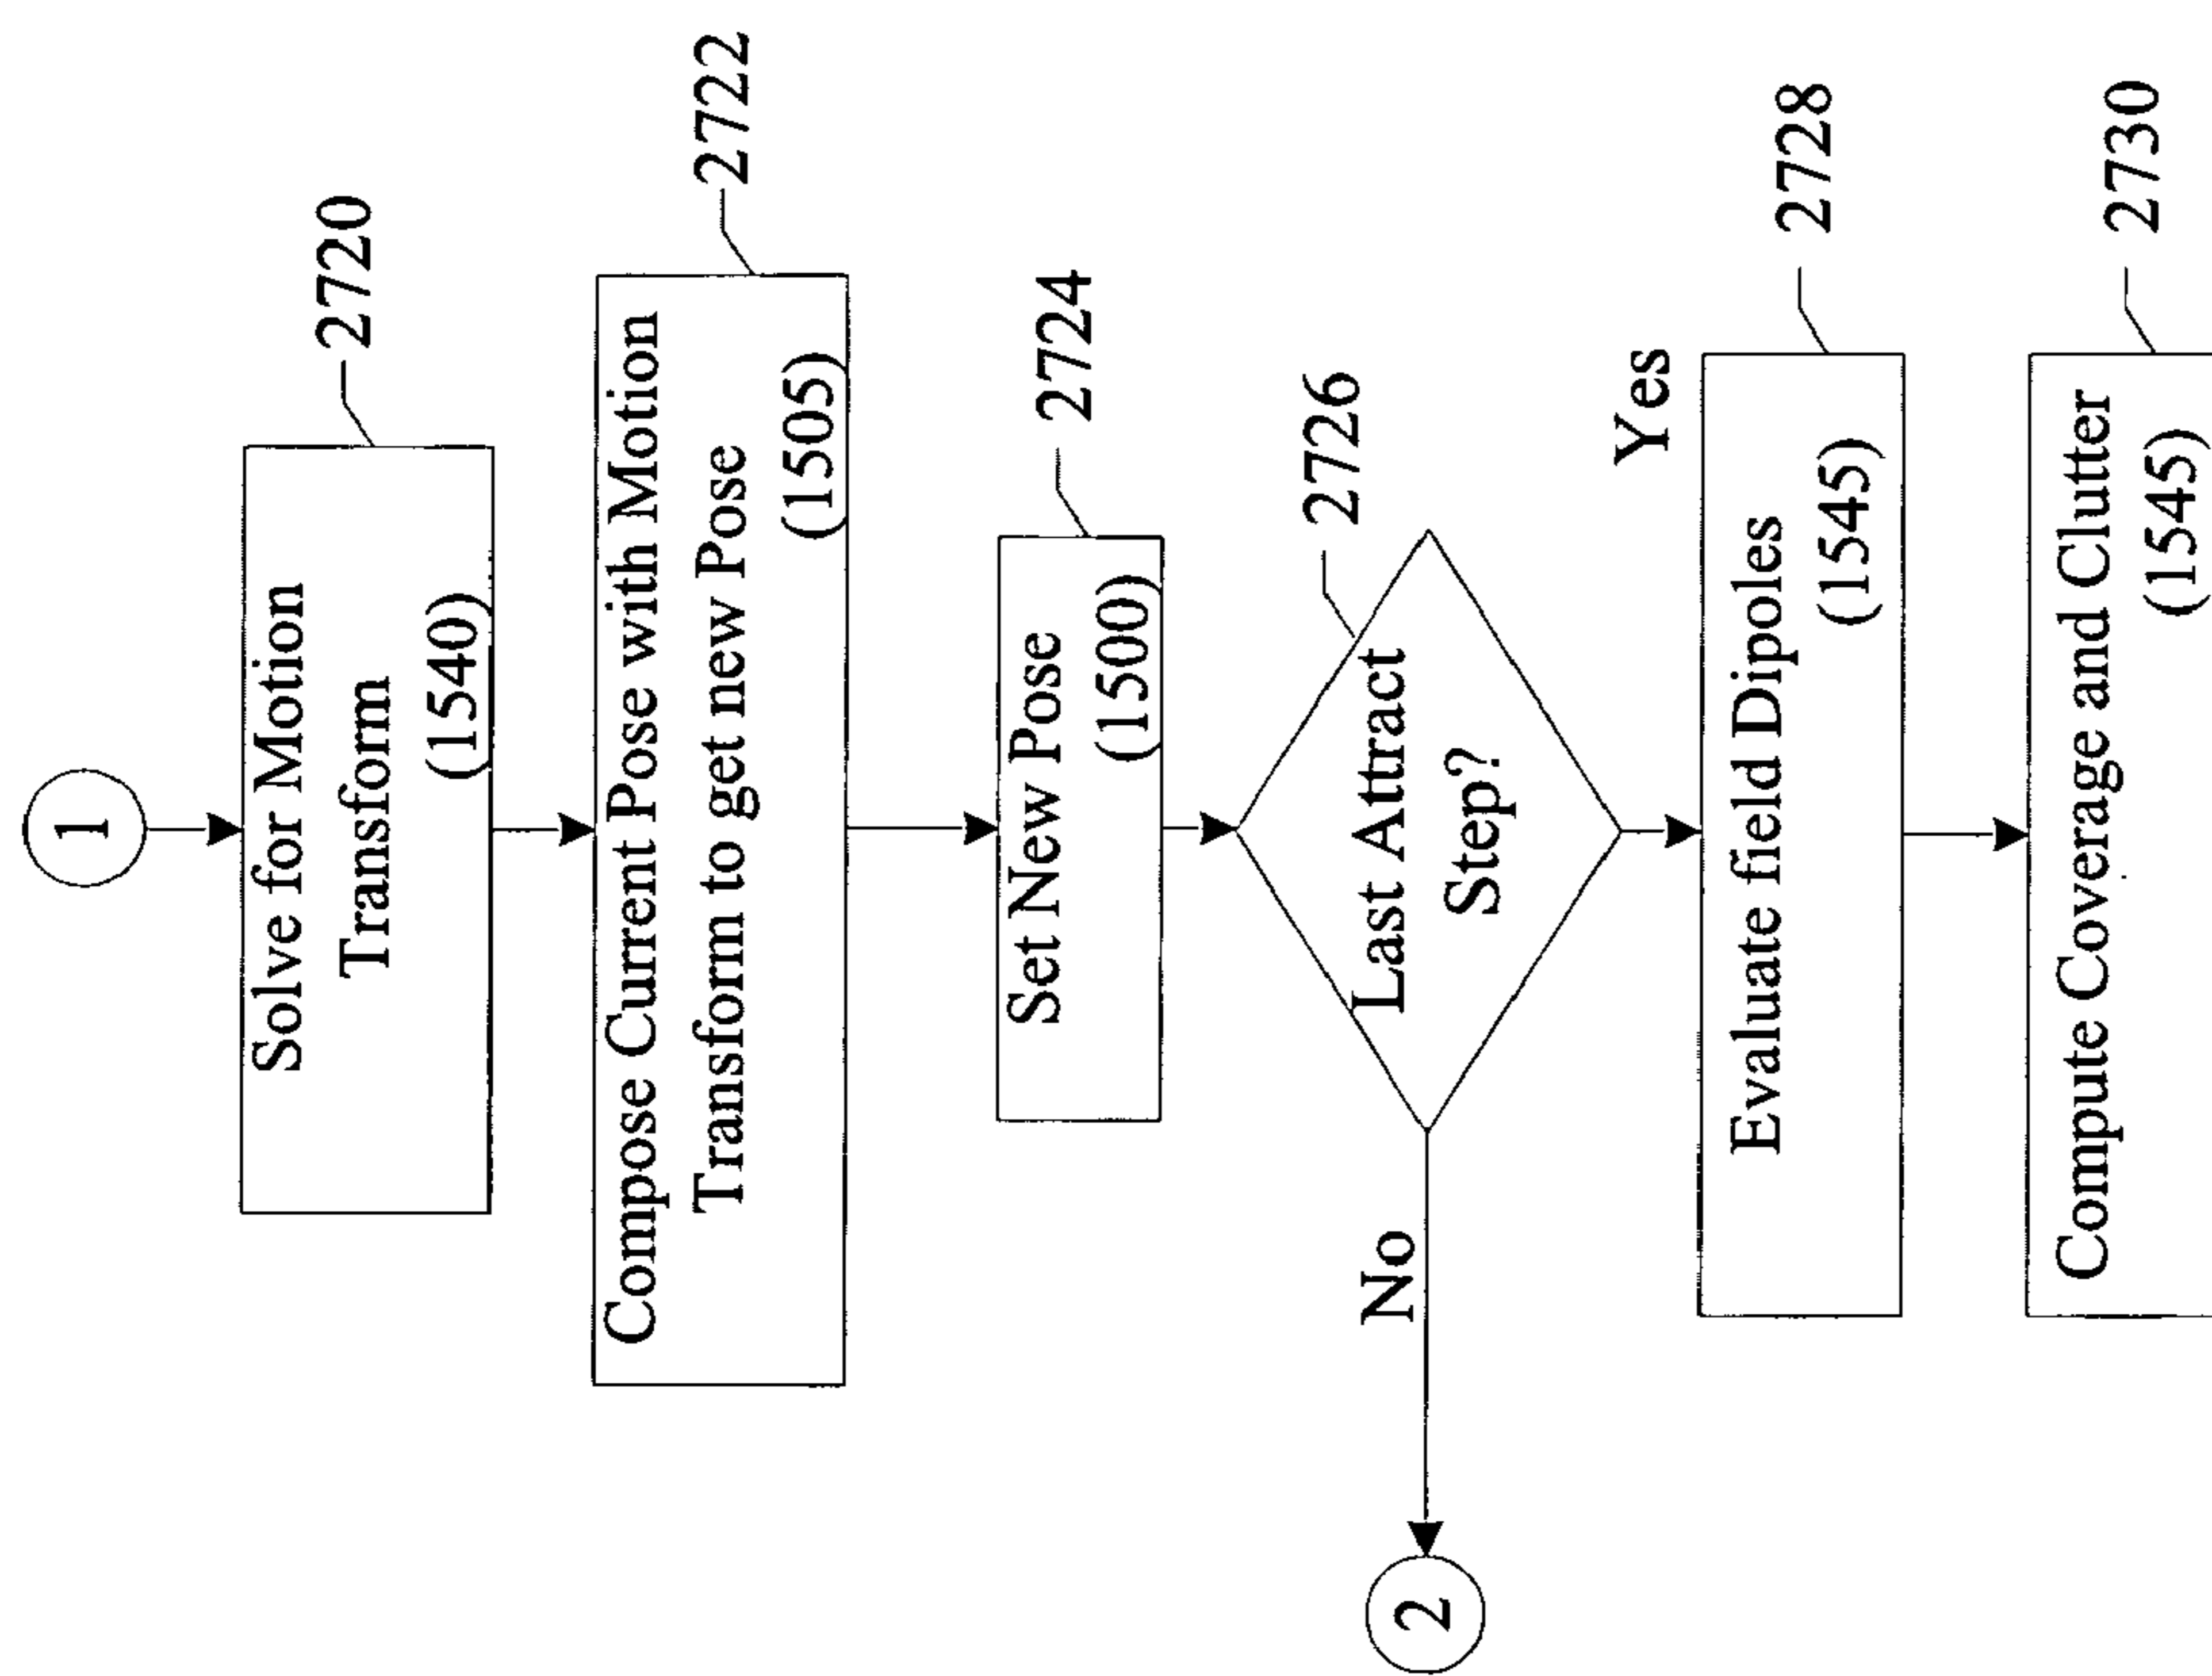 1
Solve for Motion
Transform
(1540)
2720
Compose Current Pose with Motion
Transform to get new Pose
(1505)
2722
Set New Pose
(1500)
2724
Last Attract
Step?
2726
No
2
Yes
Evaluate field Dipoles
(1545)
2728
Compute Coverage and Clutter
(1545)
2730